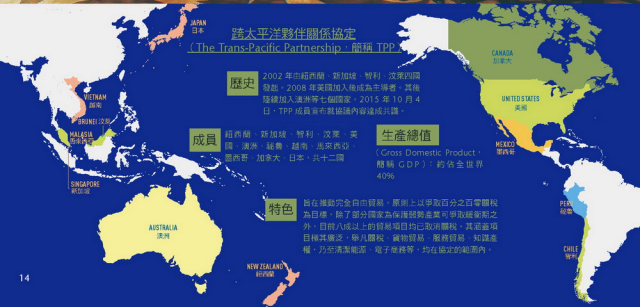 跨太平洋夥伴關係協定
(The Trans-Pacific Partnership，簡稱 TPP)
歷史
2002 年由紐西蘭、新加坡、智利、汶萊四國
發起。2008 年美國加入後成為主導者，其後
陸續加入澳洲等七個國家。2015 年 10 月 4
日，TPP 成員宣布就協議內容達成共識。
成員
紐西蘭、新加坡、智利、汶萊、美
國、澳洲、秘魯、越南、馬來西亞、
墨西哥、加拿大、日本，共十二國
生產總值
(Gross Domestic Product，
簡稱 GDP)：約佔全世界
40%
特色
旨在推動完全自由貿易，原則上以爭取百分之百零關稅
為目標，除了部分國家為保護弱勢產業可爭取緩衝期之
外，目前八成以上的貿易項目均已取消關稅。其涵蓋項
目極其廣泛，舉凡關稅、貨物貿易、服務貿易、知識產
權，乃至清潔能源、電子商務等，均在協定的範圍內。
JAPAN
日本
VIETNAM
越南
BRUNEI 汶萊
MALASIA
馬來西亞
SINGAPORE
新加坡
AUSTRALIA
澳洲
NEW ZEALAND
紐西蘭
CANADA
加拿大
UNITED STATES
美國
MEXICO
墨西哥
PERU
秘魯
CHILE
智利
14